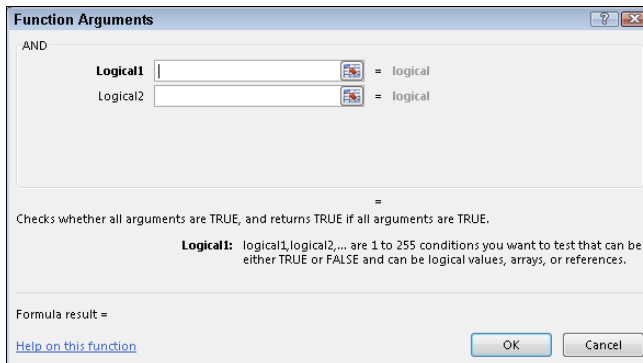 Function Arguments
AND
Logical1 = logical
Logical2 = logical
=
Checks whether all arguments are TRUE, and returns TRUE if all arguments are TRUE.
Logical1: logical1,logical2,... are 1 to 255 conditions you want to test that can be
either TRUE or FALSE and can be logical values, arrays, or references.
Formula result =
Help on this function OK Cancel